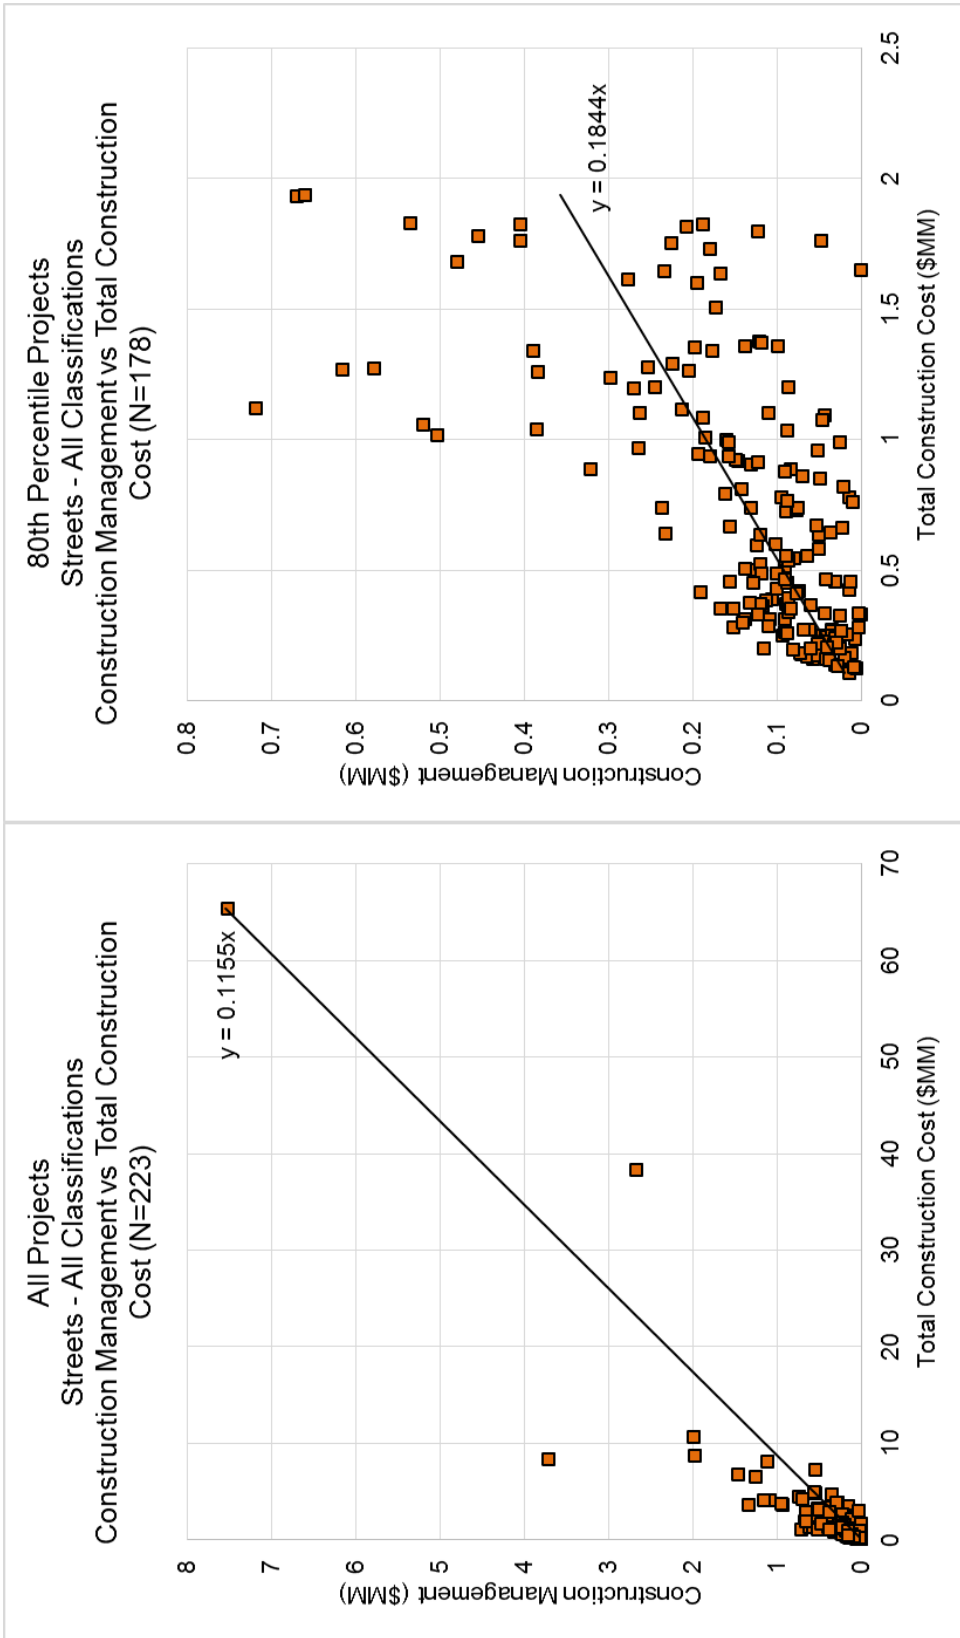 All Projects
Streets - All Classifications
Construction Management vs Total Construction
Cost (N=223)
8
7
6
5
4
3
2
1
0
Construction Management ($MM)
y = 0.1155x
0
10
20
30
40
50
60
70
Total Construction Cost ($MM)
80th Percentile Projects
Streets - All Classifications
Construction Management vs Total Construction
Cost (N=178)
0.8
0.7
0.6
0.5
0.4
0.3
0.2
0.1
0
Construction Management ($MM)
y = 0.1844x
0
0.5
1
1.5
2
2.5
Total Construction Cost ($MM)